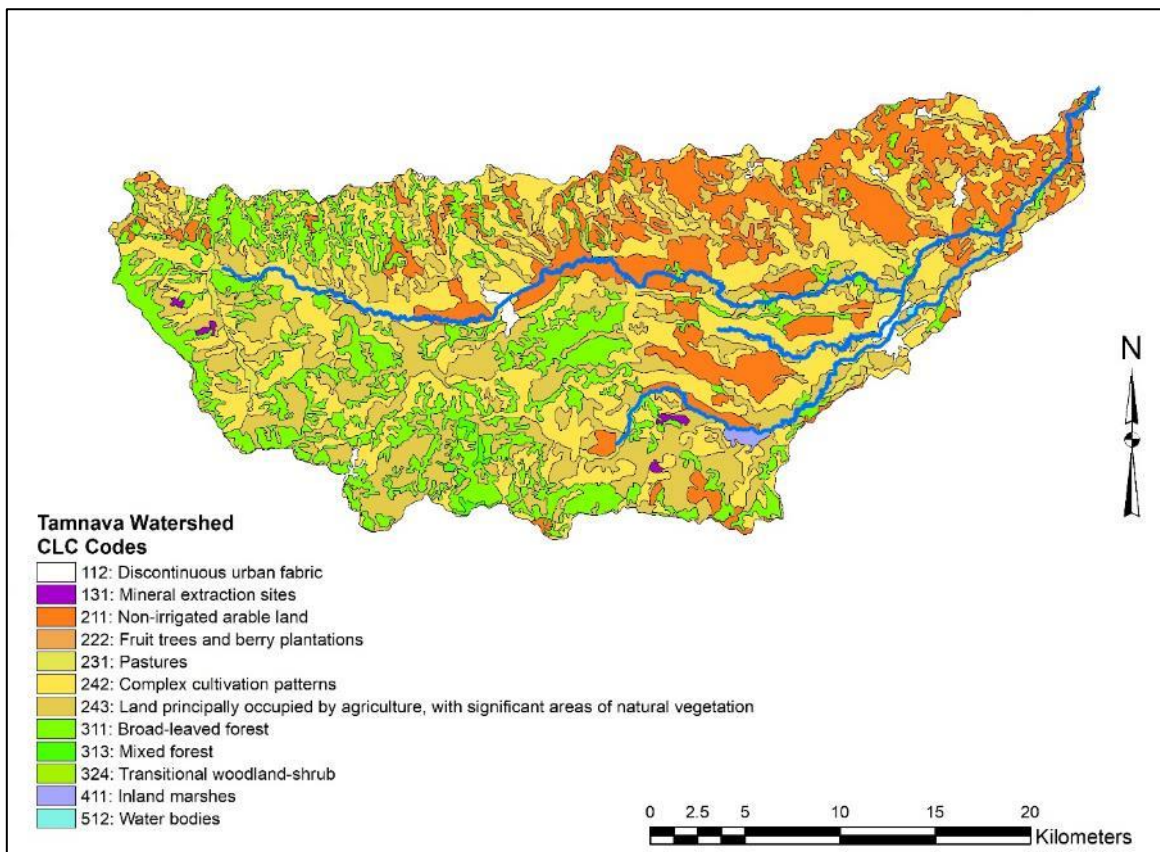 N
Tamnava Watershed
CLC Codes
112: Discontinuous urban fabric
131: Mineral extraction sites
211: Non-irrigated arable land
222: Fruit trees and berry plantations
231: Pastures
242: Complex cultivation patterns
243: Land principally occupied by agriculture, with significant areas of natural vegetation
311: Broad-leaved forest
313: Mixed forest
324: Transitional woodland-shrub
411: Inland marshes
512: Water bodies
0 2.5 5 10 15 20
Kilometers